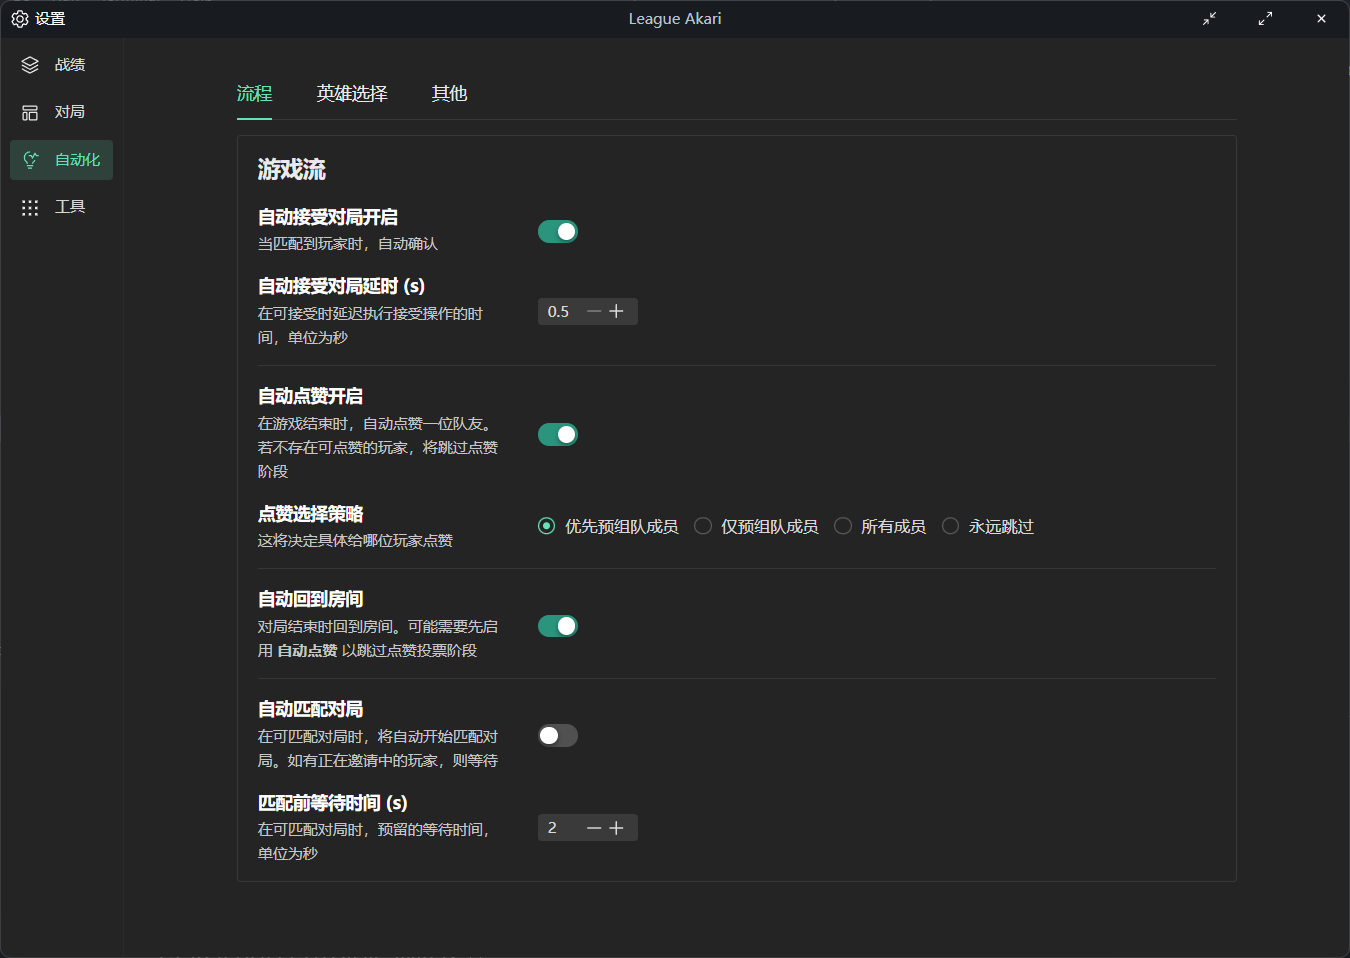 设置
League Akari
战绩
对局
自动化
工具
流程 英雄选择 其他
游戏流
自动接受对局开启
当匹配到玩家时，自动确认
自动接受对局延时 (s)
在可接受时延迟执行接受操作的时
间，单位为秒
0.5
自动点赞开启
在游戏结束时，自动点赞一位队友。
若不存在可点赞的玩家，将跳过点赞
阶段
点赞选择策略
这将决定具体给哪位玩家点赞
优先预组队成员 仅预组队成员 所有成员 永远跳过
自动回到房间
对局结束时回到房间。可能需要先启
用 自动点赞 以跳过点赞投票阶段
自动匹配对局
在可匹配对局时，将自动开始匹配对
局。如有正在邀请中的玩家，则等待
匹配前等待时间 (s)
在可匹配对局时，预留的等待时间，
单位为秒
2